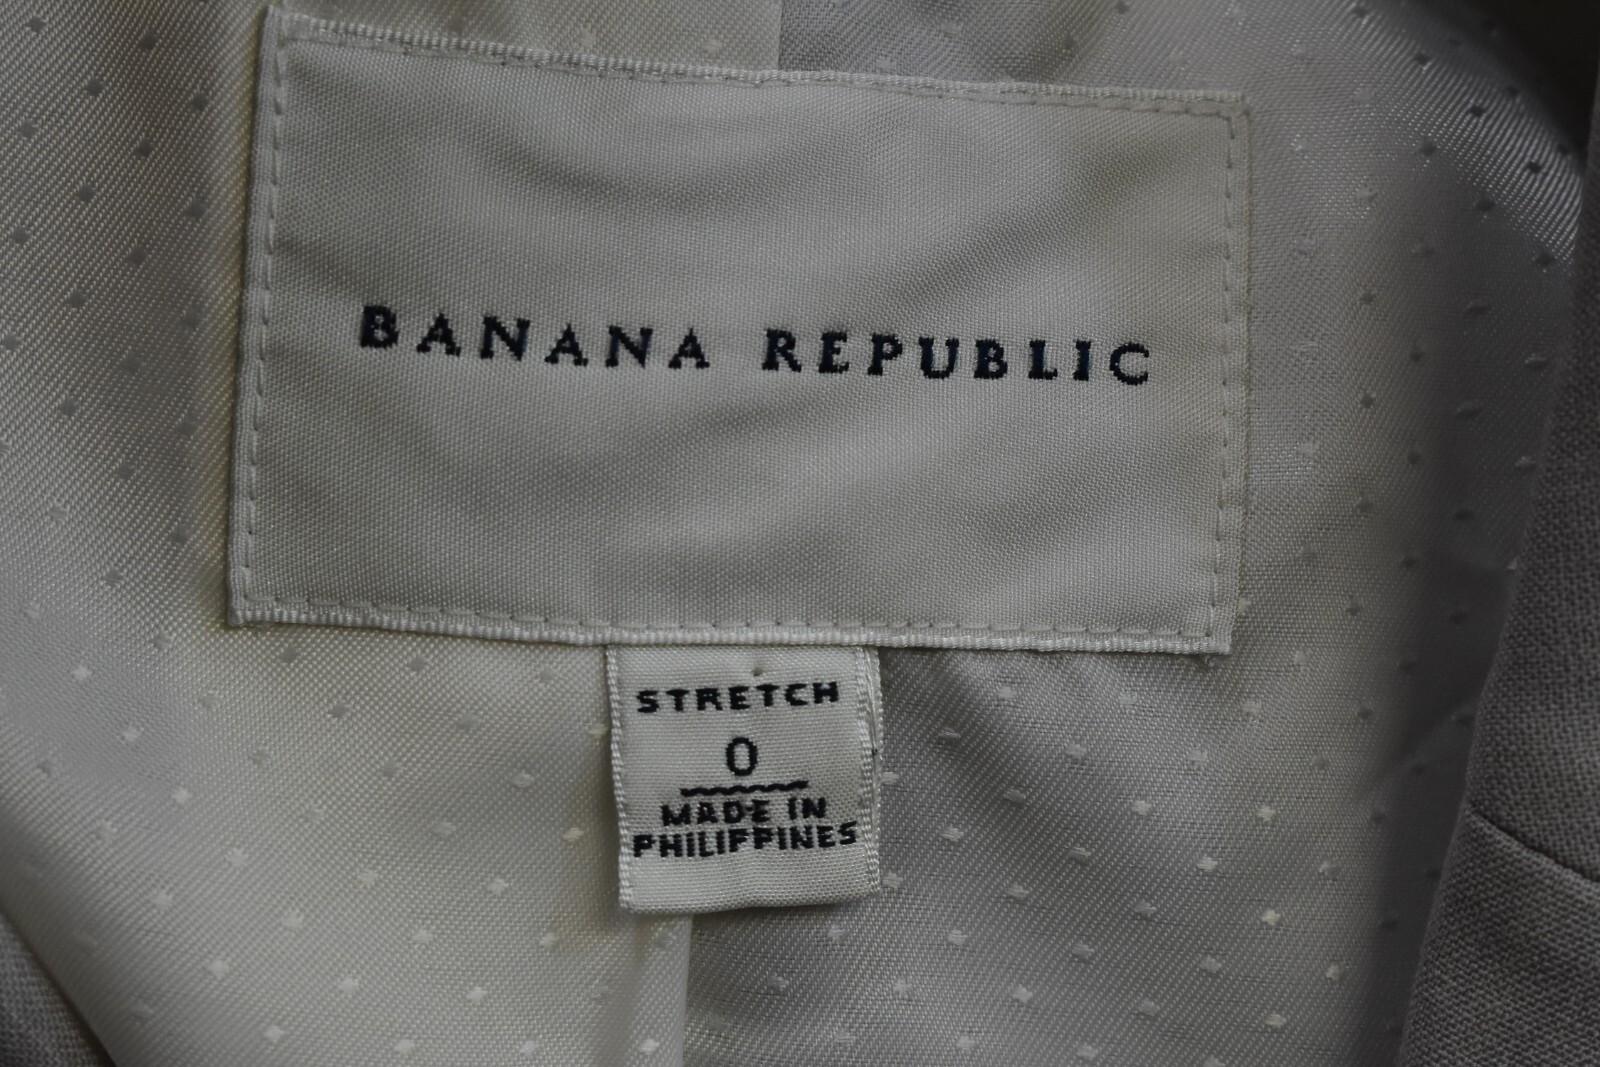 BANANA REPUBLIC
STRETCH
0
MADE IN
PHILIPPINES